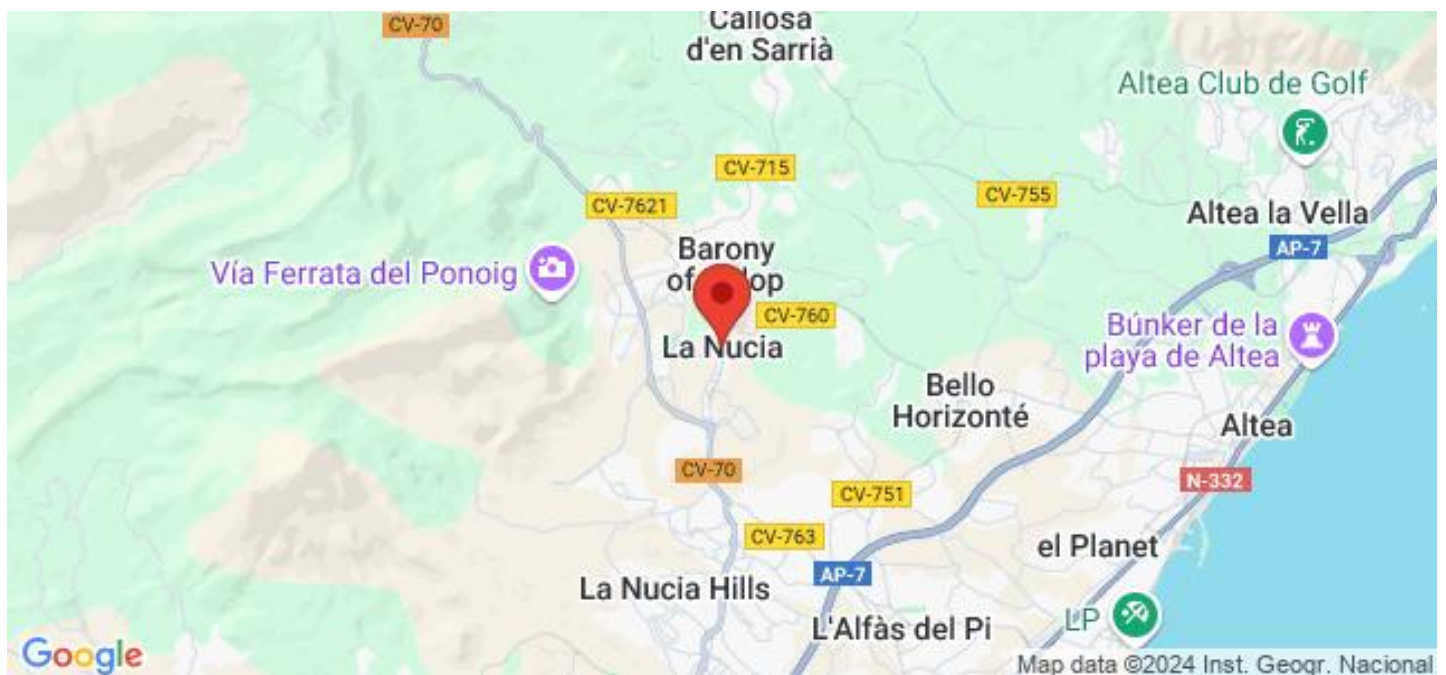 CV-70
Callosa
d'en Sarrià
Altea Club de Golf
CV-715
CV-7621
CV-755
Altea la Vella
AP-7
Barony
Vía Ferrata del Ponoig
CV-760
La Nucia
Búnker de la
playa de Altea
Bello
Horizonté
Altea
CV-70
N-332
CV-751
CV-763
el Planet
AP-7
La Nucia Hills
L'Alfàs del Pi
LP
Google
Map data ©2024 Inst. Geogr. Nacional